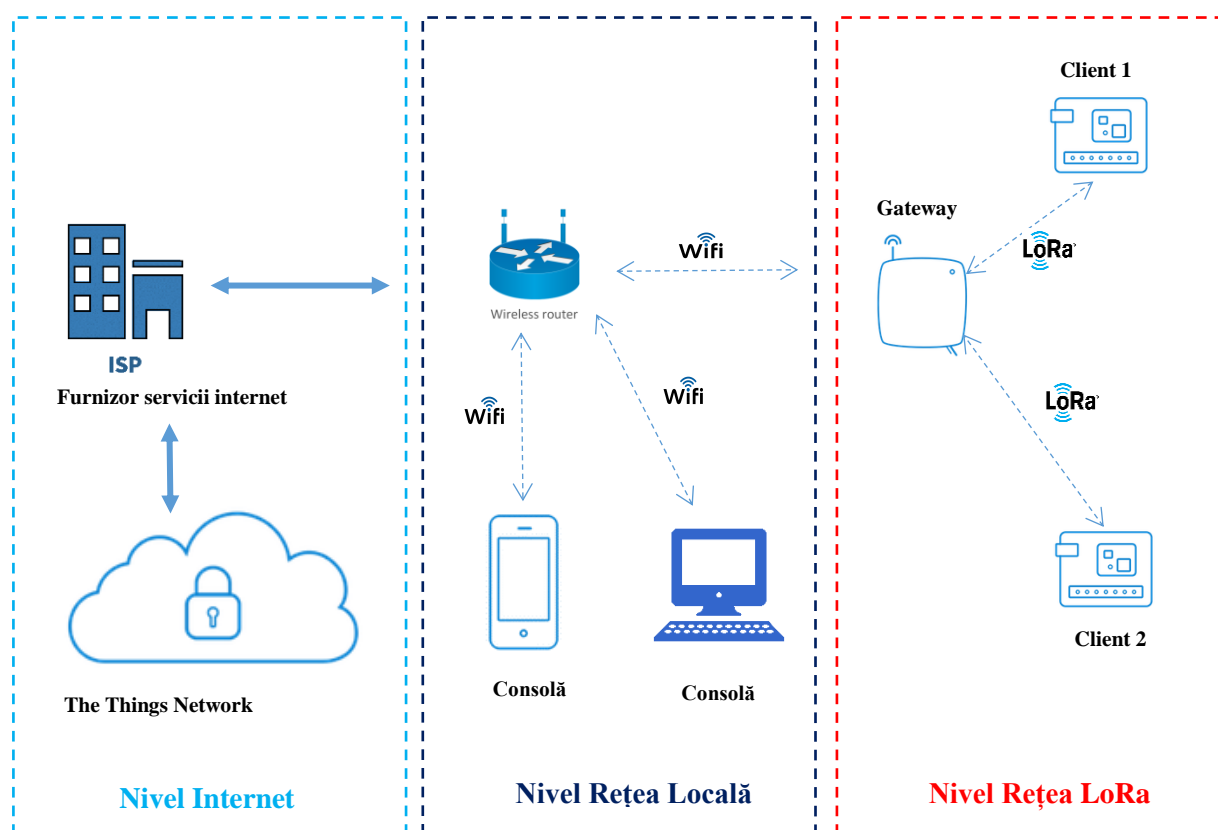 ISP
Furnizor servicii internet
The Things Network
Nivel Internet
Wifi
Wireless router
Wifi
Wifi
Consolă
Consolă
Nivel Rețea Locală
Client 1
Gateway
LoRa
LoRa
Client 2
Nivel Rețea LoRa